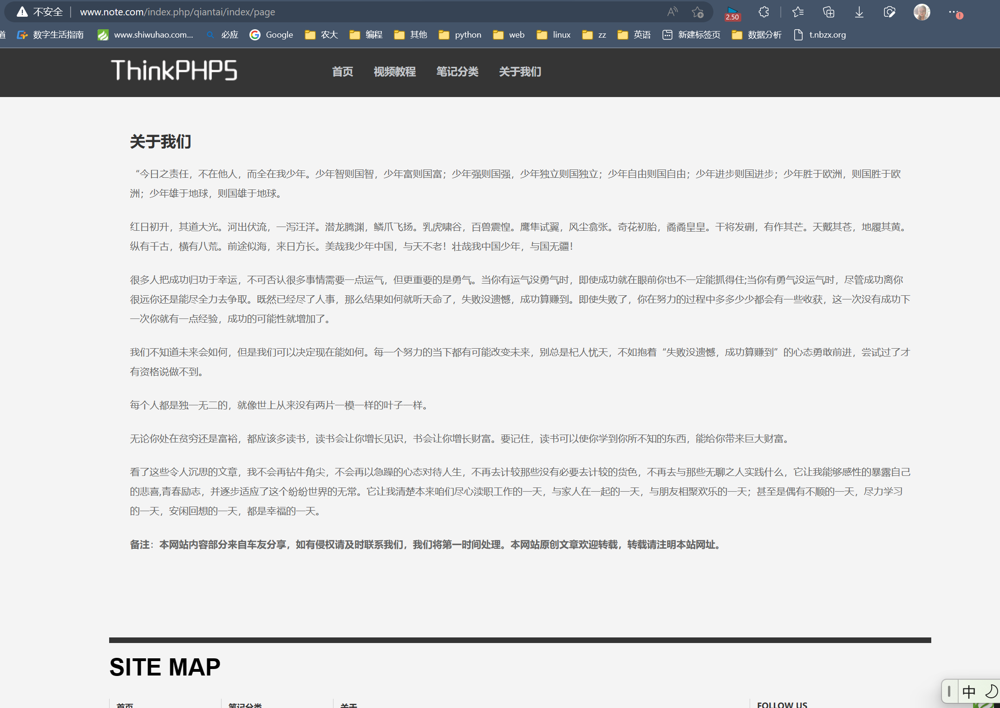 不安全 www.note.com/index.php/qiantai/index/page
2.50
道 数字生活指南 www.shiwuhao.com... 必应 Google 农大 编程 其他 python web linux zz 英语 新建标签页 数据分析 t.nbzx.org
ThinkPHP5 首页 视频教程 笔记分类 关于我们
关于我们
“今日之责任，不在他人，而全在我少年。少年智则国智，少年富则国富；少年强则国强，少年独立则国独立；少年自由则国自由；少年进步则国进步；少年胜于欧洲，则国胜于欧
洲；少年雄于地球，则国雄于地球。
红日初升，其道大光。河出伏流，一泻汪洋。潜龙腾渊，鳞爪飞扬。乳虎啸谷，百兽震惶。鹰隼试翼，风尘翕张。奇花初胎，矞矞皇皇。干将发硎，有作其芒。天戴其苍，地履其黄。
纵有千古，横有八荒。前途似海，来日方长。美哉我少年中国，与天不老！壮哉我中国少年，与国无疆！
很多人把成功归功于幸运，不可否认很多事情需要一点运气，但更重要的是勇气。当你有运气没勇气时，即使成功就在眼前你也不一定能抓得住;当你有勇气没运气时，尽管成功离你
很远你还是能尽全力去争取。既然已经尽了人事，那么结果如何就听天命了，失败没遗憾，成功算赚到。即使失败了，你在努力的过程中多多少少都会有一些收获，这一次没有成功下
一次你就有一点经验，成功的可能性就增加了。
我们不知道未来会如何，但是我们可以决定现在能如何。每一个努力的当下都有可能改变未来，别总是杞人忧天，不如抱着“失败没遗憾，成功算赚到”的心态勇敢前进，尝试过了才
有资格说做不到。
每个人都是独一无二的，就像世上从来没有两片一模一样的叶子一样。
无论你处在贫穷还是富裕，都应该多读书，读书会让你增长见识，书会让你增长财富。要记住，读书可以使你学到你所不知的东西，能给你带来巨大财富。
看了这些令人沉思的文章，我不会再钻牛角尖，不会再以急躁的心态对待人生，不再去计较那些没有必要去计较的货色，不再去与那些无聊之人实践什么，它让我能够感性的暴露自己
的悲喜,青春励志，并逐步适应了这个纷纷世界的无常。它让我清楚本来咱们尽心渎职工作的一天，与家人在一起的一天，与朋友相聚欢乐的一天；甚至是偶有不顺的一天，尽力学习
的一天，安闲回想的一天，都是幸福的一天。
备注：本网站内容部分来自车友分享，如有侵权请及时联系我们，我们将第一时间处理。本网站原创文章欢迎转载，转载请注明本站网址。
SITE MAP
中
首页 笔记分类 关于 FOLLOW US